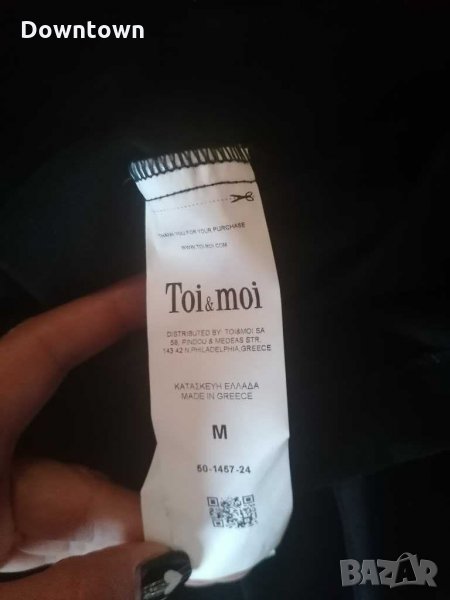 Downtown
THANK YOU FOR YOUR PURCHASE
WWW.TOI-MOI.COM
Toi&moi
DISTRIBUTED BY TOI&MOI SA
58, PINDOU & MEDEAS STR.
143 42 N.PHILADELPHIA,GREECE
ΚΑΤΑΣΚΕΥΗ ΕΛΛΑΔΑ
MADE IN GREECE
M
50-1457-24
BAZAR